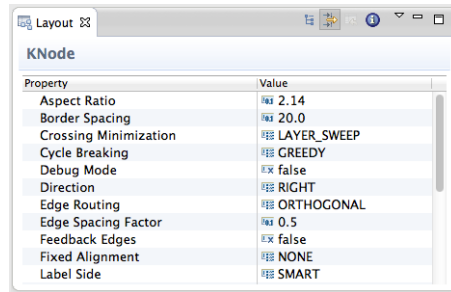 Layout
KNode
Property Value
Aspect Ratio 2.14
Border Spacing 20.0
Crossing Minimization LAYER_SWEEP
Cycle Breaking GREEDY
Debug Mode false
Direction RIGHT
Edge Routing ORTHOGONAL
Edge Spacing Factor 0.5
Feedback Edges false
Fixed Alignment NONE
Label Side SMART